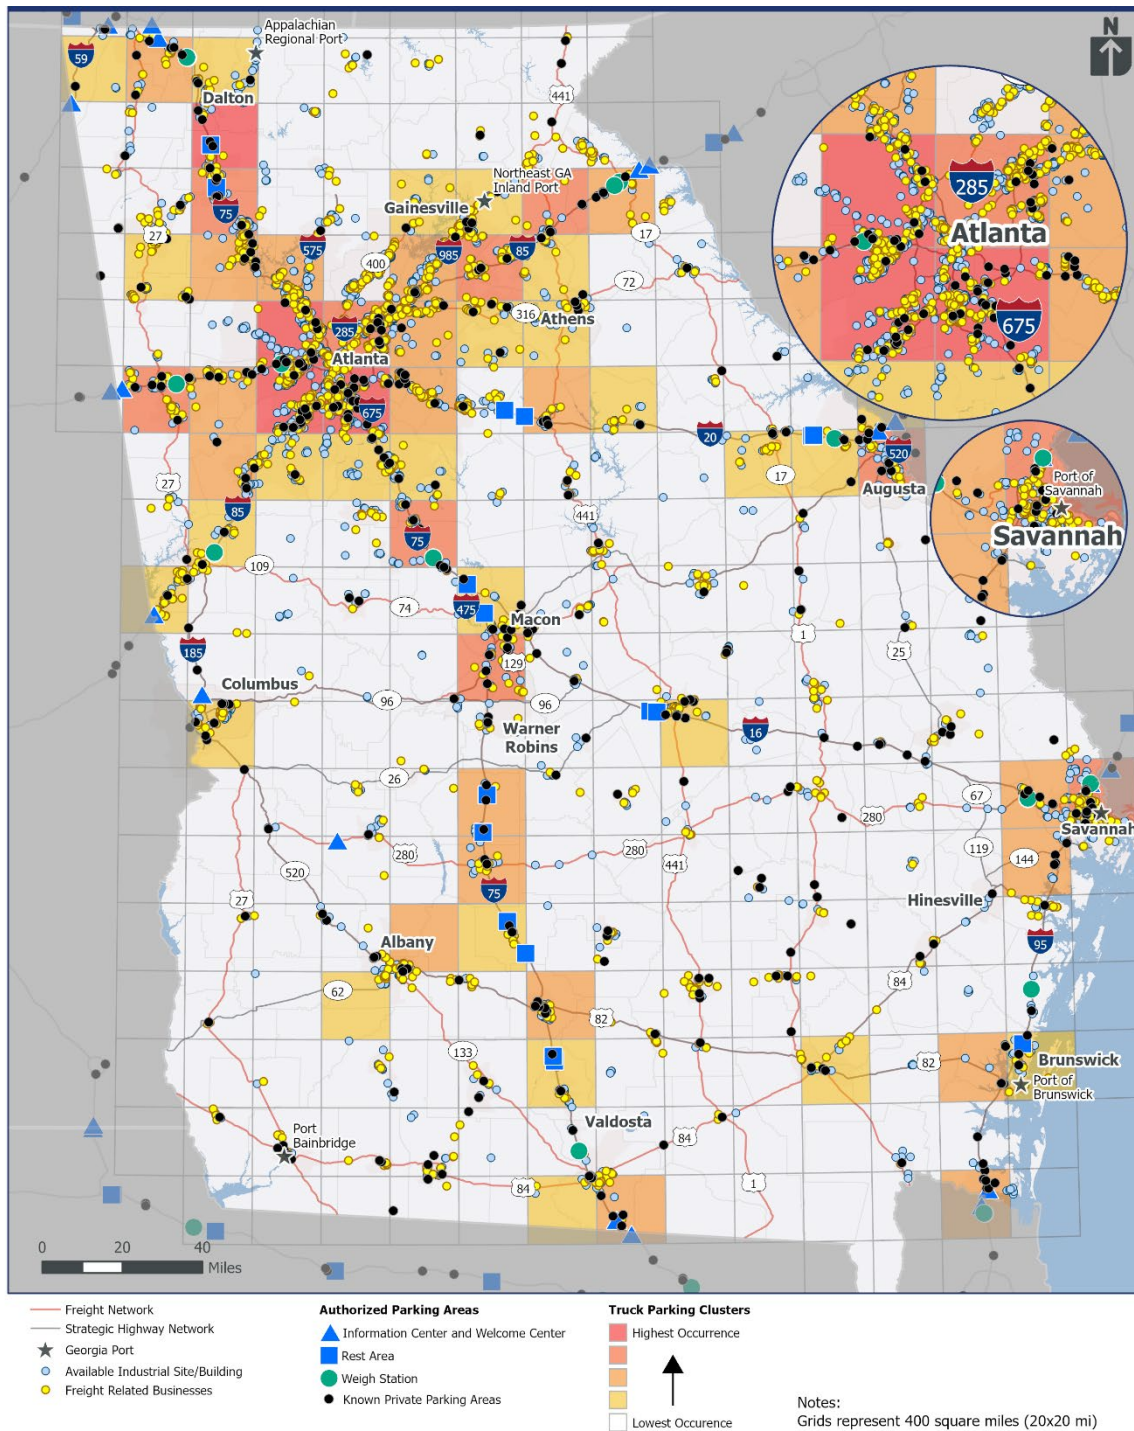 Appalachian
Regional Port
N
59
Dalton
441
285
Atlanta
675
Northeast GA
Inland Port
Gainesville
75
27
575
400
985
85
17
72
316
Athens
285
Atlanta
675
20
17
520
Augusta
Port of
Savannah
Savannah
27
85
75
441
109
74
475
Macon
129
1
25
185
Columbus
96
96
Warner
Robins
16
26
67
280
Savannah
119
144
280
280
441
520
75
27
Hinesville
95
Albany
62
82
84
133
82
Brunswick
Port of
Brunswick
Valdosta
Port
Bainbridge
84
84
1
0 20 40
Miles
Freight Network
Strategic Highway Network
Georgia Port
Available Industrial Site/Building
Freight Related Businesses
Authorized Parking Areas
Information Center and Welcome Center
Rest Area
Weigh Station
Known Private Parking Areas
Truck Parking Clusters
Highest Occurrence
Lowest Occurence
Notes:
Grids represent 400 square miles (20x20 mi)